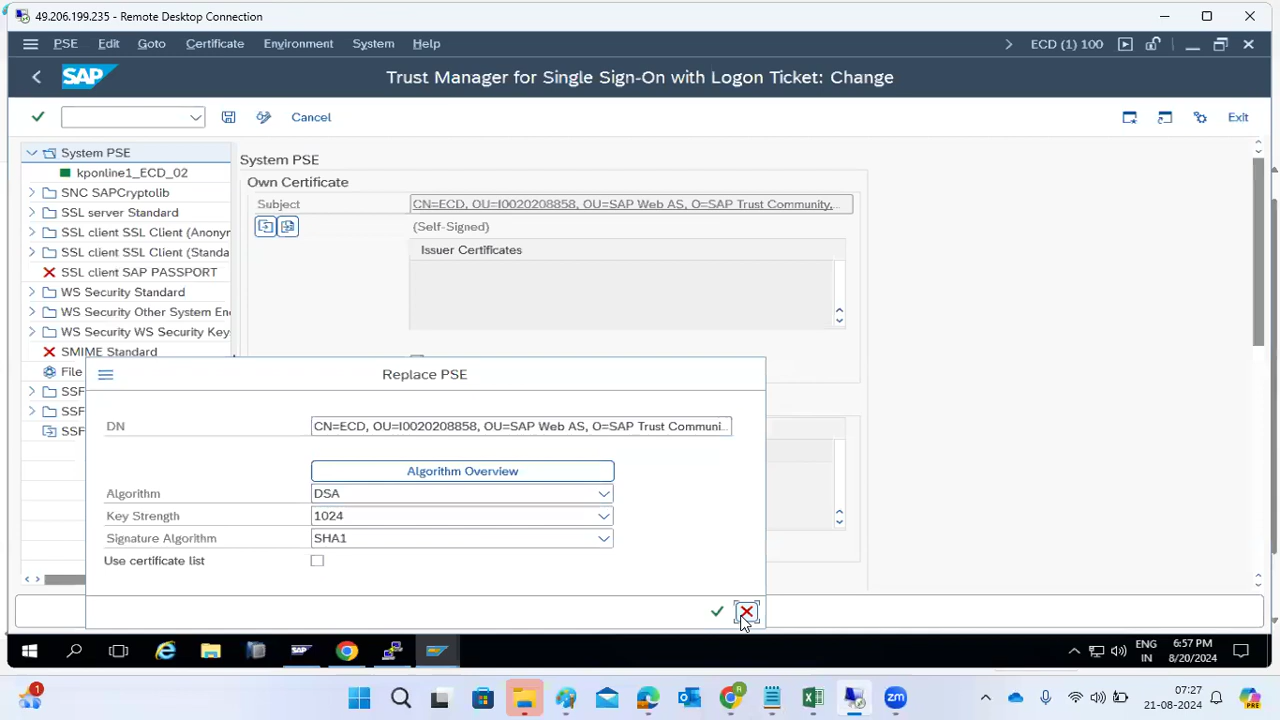 49.206.199.235 - Remote Desktop Connection
PSE Edit Goto Certificate Environment System Help ECD (1) 100
SAP Trust Manager for Single Sign-On with Logon Ticket: Change
Cancel Exit
System PSE
kponline1_ECD_02
SNC SAPCryptolib
SSL server Standard
SSL client SSL Client (Anony
SSL client SSL Client (Standa
SSL client SAP PASSPORT
WS Security Standard
WS Security Other System En
WS Security WS Security Key
SMIME Standard
File
SSF
SSF
SSF
System PSE
Own Certificate
Subject CN=ECD, OU=I0020208858, OU=SAP Web AS, O=SAP Trust Community,...
(Self-Signed)
Issuer Certificates
Replace PSE
DN CN=ECD, OU=I0020208858, OU=SAP Web AS, O=SAP Trust Communi...
Algorithm Overview
Algorithm DSA
Key Strength 1024
Signature Algorithm SHA1
Use certificate list
ENG
IN
6:57 PM
8/20/2024
1
07:27
21-08-2024
PRE